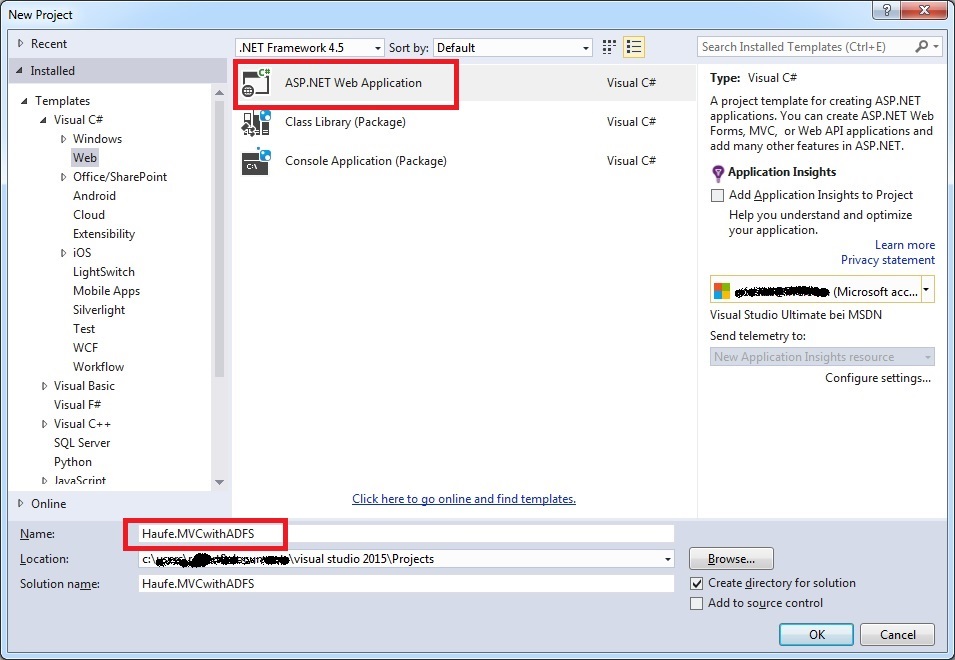 New Project
Recent
.NET Framework 4.5
Sort by:
Default
Search Installed Templates (Ctrl+E)
Installed
Templates
Visual C#
Windows
Web
Office/SharePoint
Android
Cloud
Extensibility
iOS
LightSwitch
Mobile Apps
Silverlight
Test
WCF
Workflow
Visual Basic
Visual F#
Visual C++
SQL Server
Python
JavaScript
Online
ASP.NET Web Application
Visual C#
Class Library (Package)
Visual C#
Console Application (Package)
Visual C#
Click here to go online and find templates.
Type: Visual C#
A project template for creating ASP.NET
applications. You can create ASP.NET Web
Forms, MVC, or Web API applications and
add many other features in ASP.NET.
Application Insights
Add Application Insights to Project
Help you understand and optimize
your application.
Learn more
Privacy statement
(Microsoft acc...
Visual Studio Ultimate bei MSDN
Send telemetry to:
New Application Insights resource
Configure settings...
Name:
Haufe.MVCwithADFS
Location:
c:\ \visual studio 2015\Projects
Browse...
Solution name:
Haufe.MVCwithADFS
Create directory for solution
Add to source control
OK
Cancel